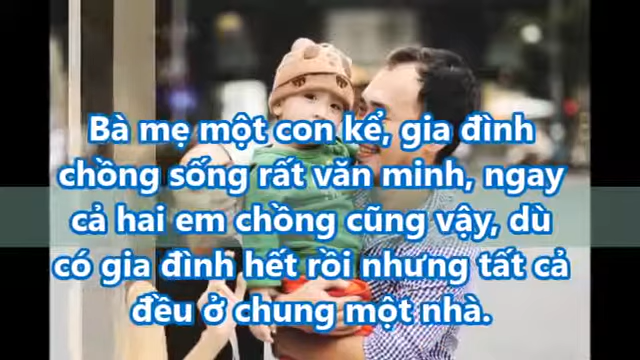 Bà mẹ một con kể, gia đình
chồng sống rất văn minh, ngay
cả hai em chồng cũng vậy, dù
có gia đình hết rồi nhưng tất cả
đều ở chung một nhà.